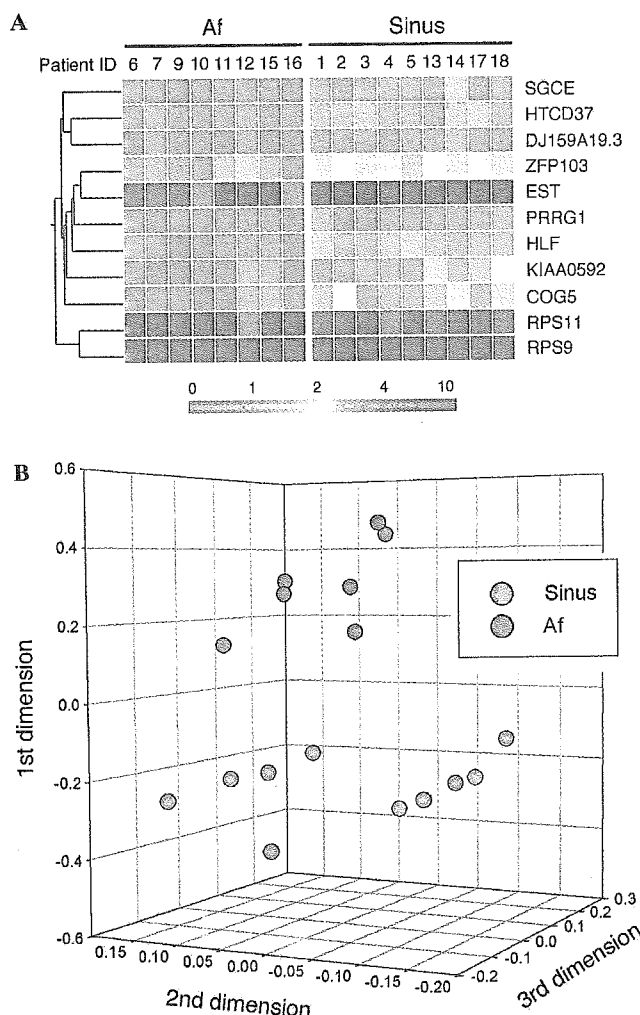 A
Af Sinus
Patient ID 6 7 9 10 11 12 15 16 1 2 3 4 5 13 14 17 18
SGCE
HTCD37
DJ159A19.3
ZFP103
EST
PRRG1
HLF
KIAA0592
COG5
RPS11
RPS9
0 1 2 4 10
B
0.6
0.4
0.2
0.0
-0.2
-0.4
-0.6
1st dimension
Sinus
Af
0.15 0.10 0.05 0.00 -0.05 -0.10 -0.15 -0.20
2nd dimension
-0.2 -0.1 0.0 0.1 0.2 0.3
3rd dimension